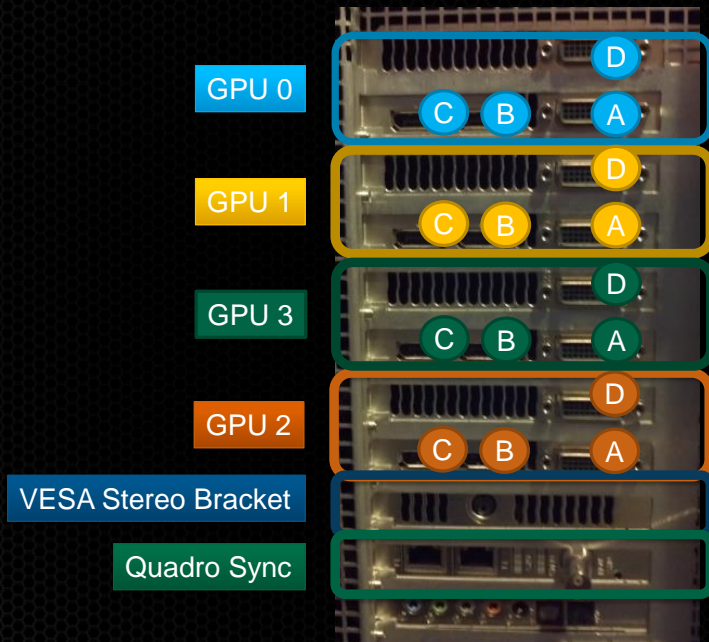 D
GPU 0
C B A
D
GPU 1
C B A
D
GPU 3
C B A
D
GPU 2
C B A
VESA Stereo Bracket
Quadro Sync